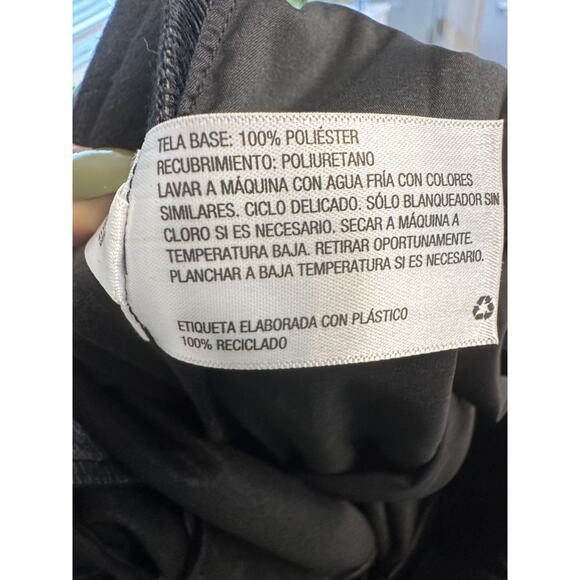 TELA BASE: 100% POLIÉSTER
RECUBRIMIENTO: POLIURETANO
LAVAR A MÁQUINA CON AGUA FRÍA CON COLORES
SIMILARES. CICLO DELICADO. SÓLO BLANQUEADOR SIN
CLORO SI ES NECESARIO. SECAR A MÁQUINA A
TEMPERATURA BAJA. RETIRAR OPORTUNAMENTE.
PLANCHAR A BAJA TEMPERATURA SI ES NECESARIO.
ETIQUETA ELABORADA CON PLÁSTICO
100% RECICLADO